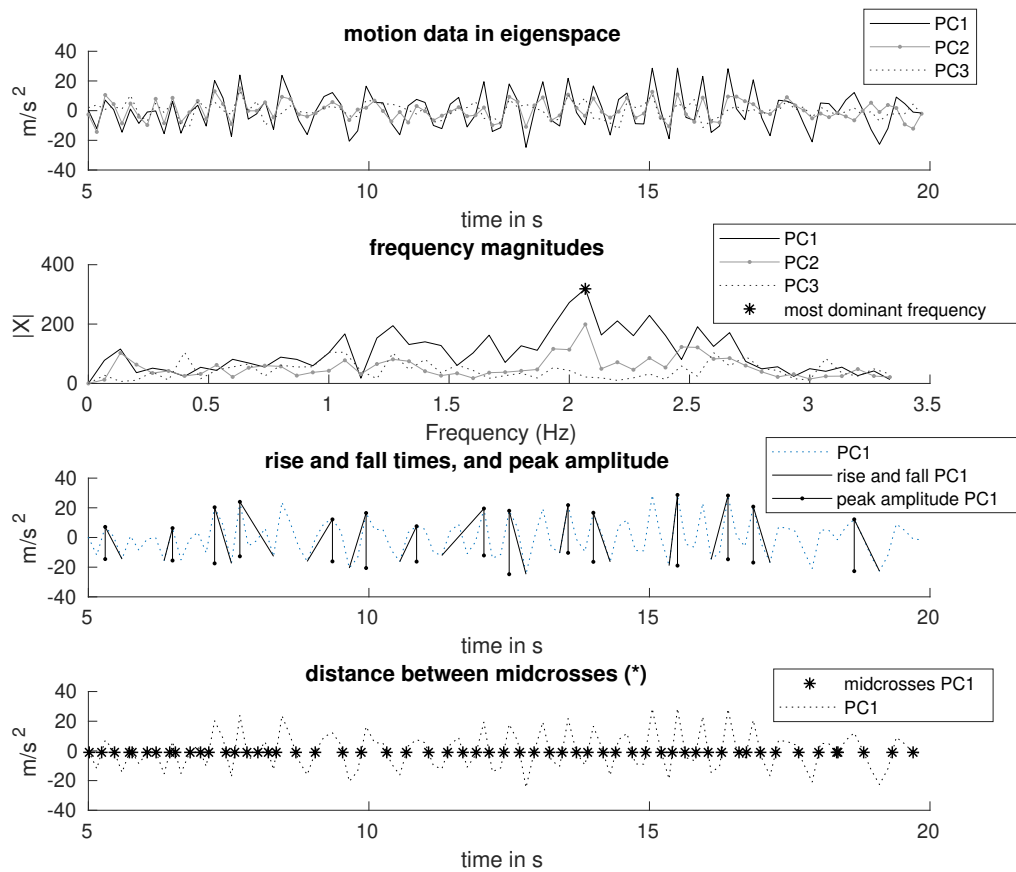 motion data in eigenspace
PC1
PC2
PC3
40
20
0
-20
-40
m/s 2
5 10 15 20
time in s
frequency magnitudes
PC1
PC2
PC3
most dominant frequency
400
200
0
|X|
0 0.5 1 1.5 2 2.5 3 3.5
Frequency (Hz)
rise and fall times, and peak amplitude
PC1
rise and fall PC1
peak amplitude PC1
40
20
0
-20
-40
m/s 2
5 10 15 20
time in s
distance between midcrosses (*)
midcrosses PC1
PC1
40
20
0
-20
-40
m/s 2
5 10 15 20
time in s